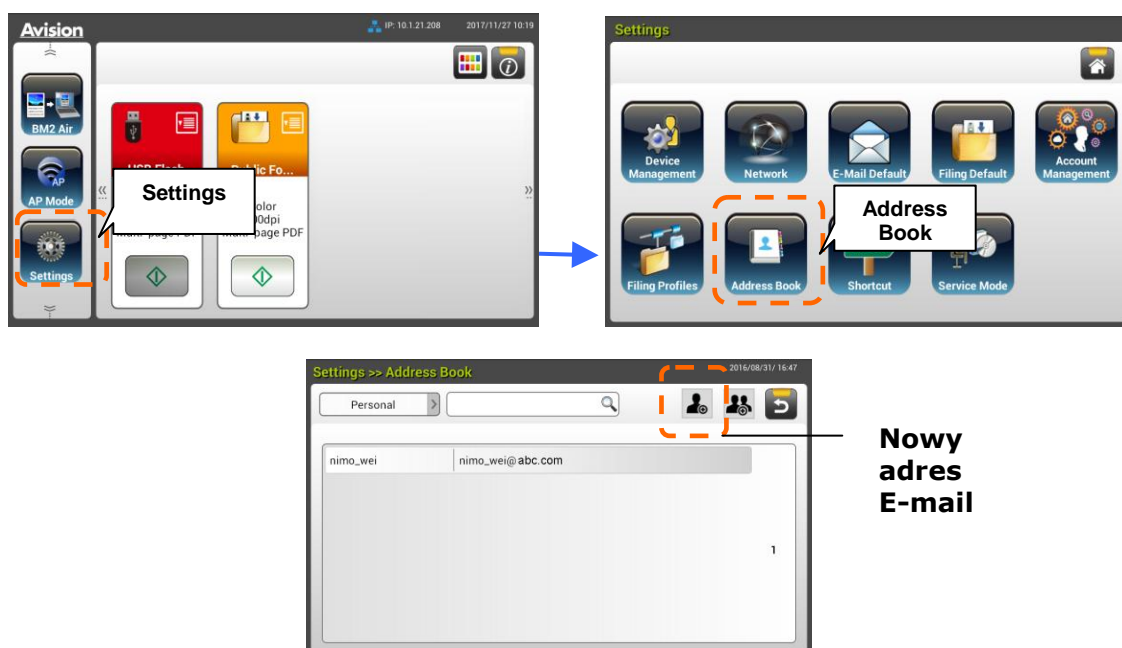 Avision
IP: 10.1.21.208 2017/11/27 10:19
BM2 Air
AP
AP Mode
Settings
Settings
olor
0dpi
page PDF
Settings
Device
Management
Network
E-Mail Default
Filing Default
Account
Management
Filing Profiles
Address Book
Shortcut
Service Mode
Address
Book
Settings >> Address Book
2016/08/31/ 16:47
Personal
nimo_wei nimo_wei@abc.com
1
Nowy
adres
E-mail